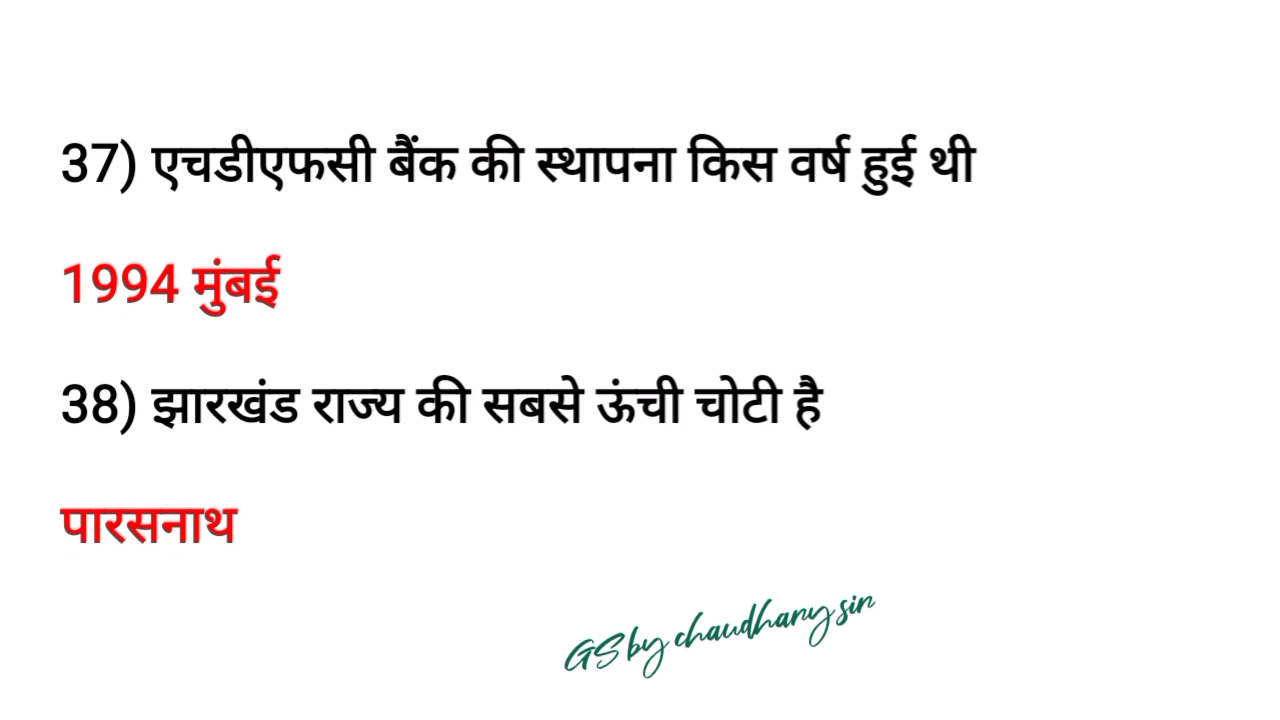 37) एचडीएफसी बैंक की स्थापना किस वर्ष हुई थी
1994 मुंबई
38) झारखंड राज्य की सबसे ऊंची चोटी है
पारसनाथ
GS by chaudhary sir